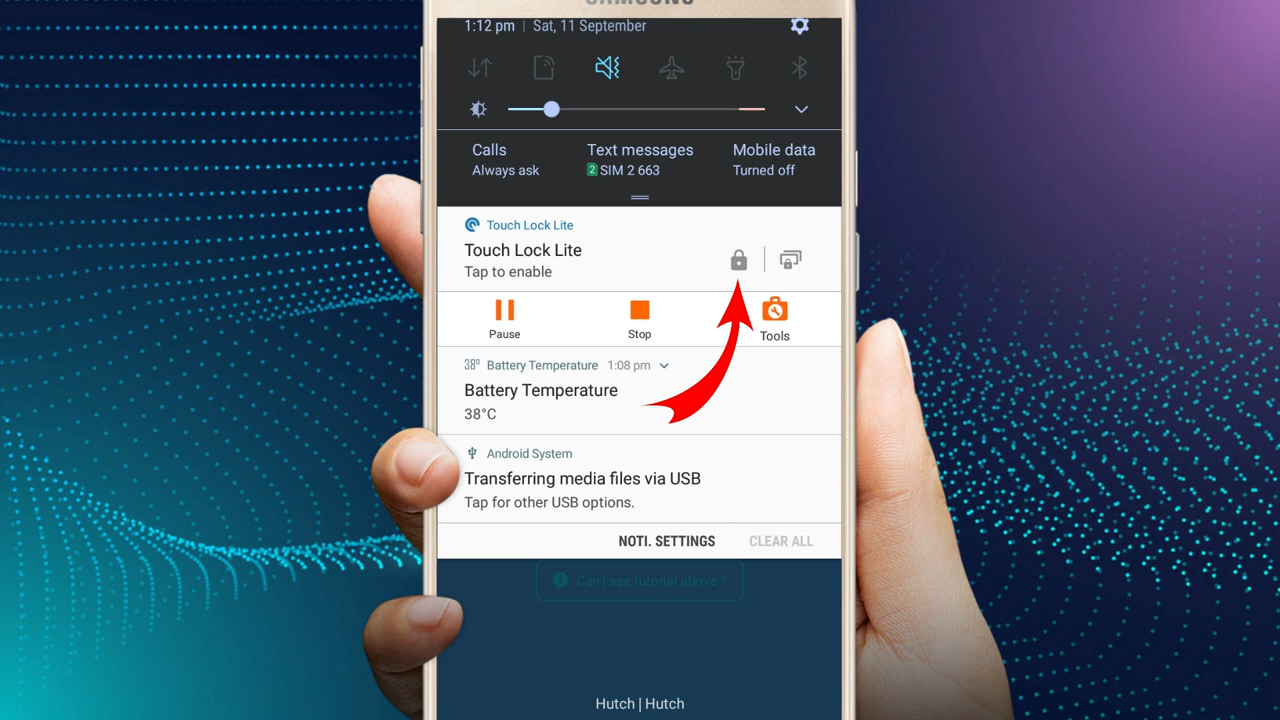 SAMSUNG
1:12 pm | Sat, 11 September
Calls
Always ask
Text messages
2 SIM 2 663
Mobile data
Turned off
Touch Lock Lite
Touch Lock Lite
Tap to enable
Pause
Stop
Tools
38° Battery Temperature 1:08 pm
Battery Temperature
38°C
Android System
Transferring media files via USB
Tap for other USB options.
NOTI. SETTINGS CLEAR ALL
? Can't see tutorial above ?
Hutch | Hutch